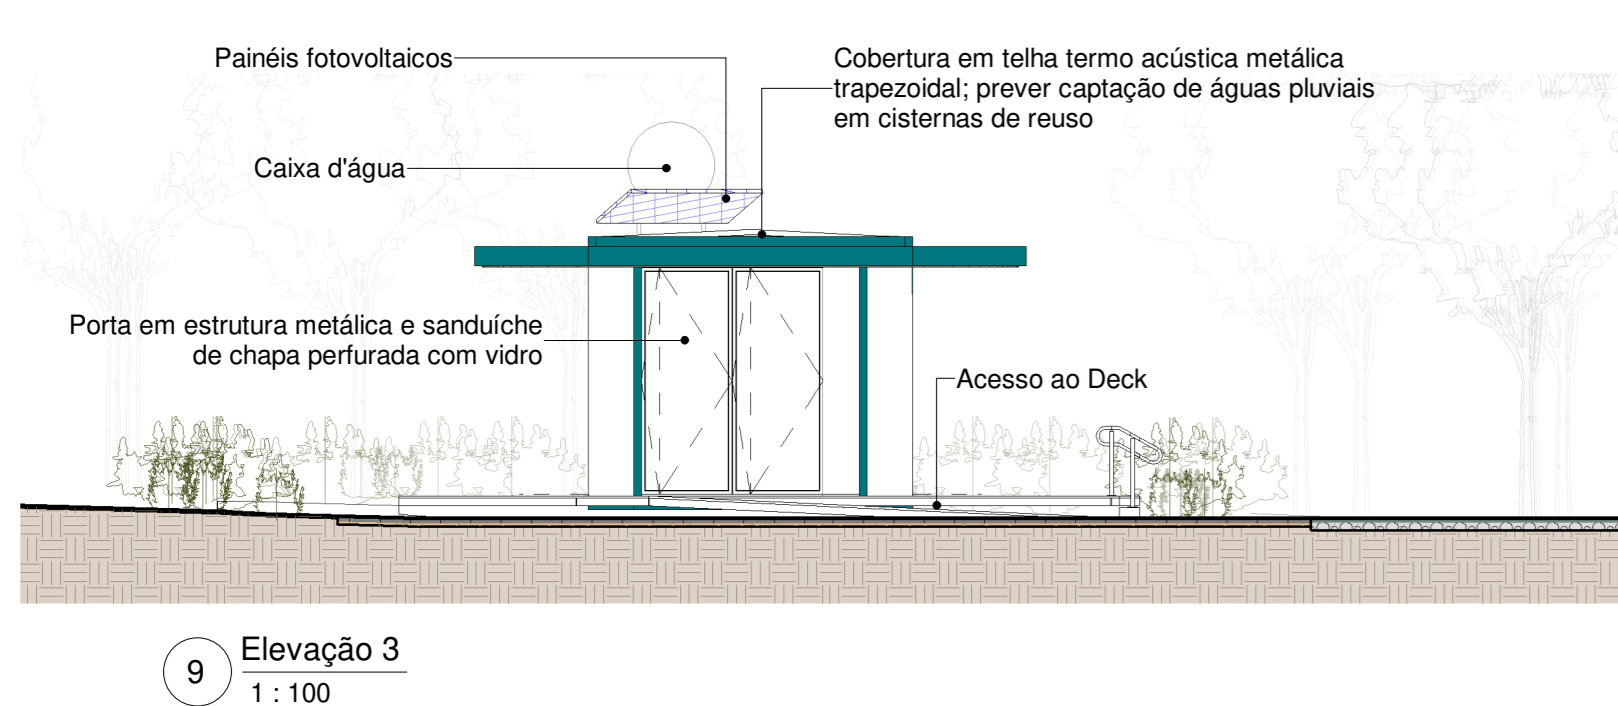 Painéis fotovoltaicos
Cobertura em telha termo acústica metálica
trapezoidal; prever captação de águas pluviais
em cisternas de reuso
Caixa d'água
Porta em estrutura metálica e sanduíche
de chapa perfurada com vidro
Acesso ao Deck
9
Elevação 3
1 : 100